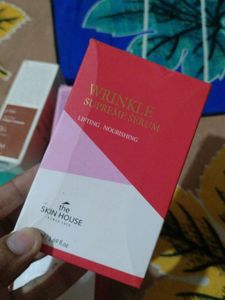 WRINKLE
SUPREME SERUM
LIFTING . NOURISHING
the
SKIN HOUSE